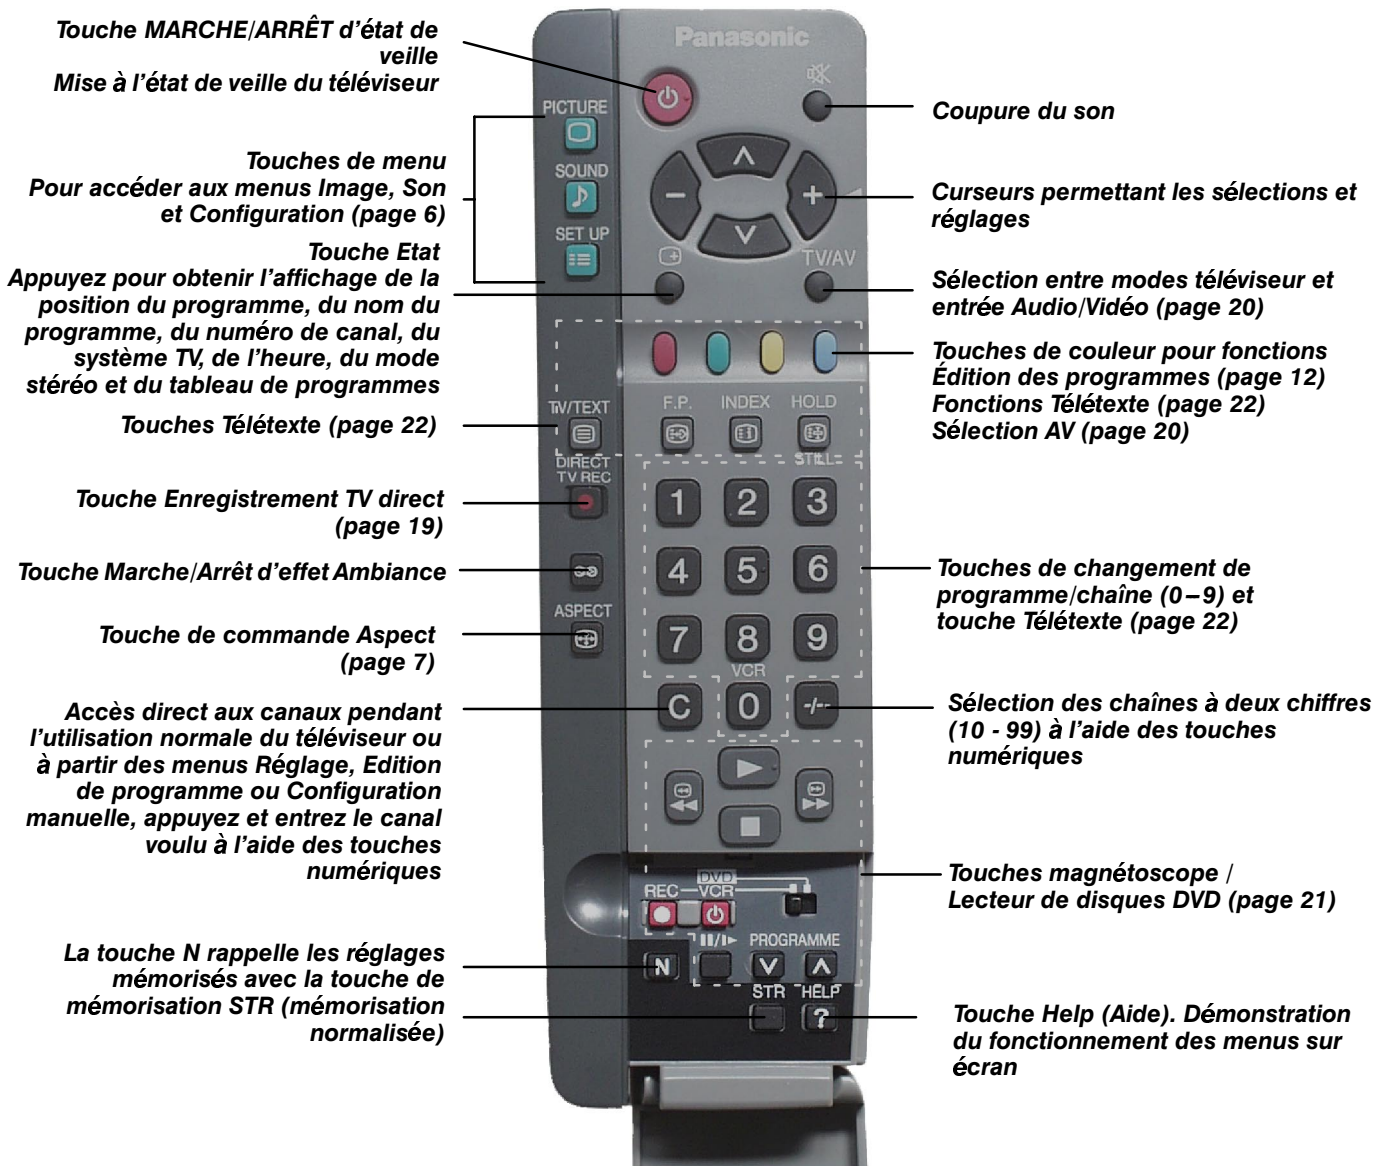 Touche MARCHE/ARRÊT d'état de
veille
Mise à l'état de veille du téléviseur
Touches de menu
Pour accéder aux menus Image, Son
et Configuration (page 6)
Touche Etat
Appuyez pour obtenir l'affichage de la
position du programme, du nom du
programme, du numéro de canal, du
système TV, de l'heure, du mode
stéréo et du tableau de programmes
Touches Télétexte (page 22)
Touche Enregistrement TV direct
(page 19)
Touche Marche/Arrêt d'effet Ambiance
Touche de commande Aspect
(page 7)
Accès direct aux canaux pendant
l'utilisation normale du téléviseur ou
à partir des menus Réglage, Edition
de programme ou Configuration
manuelle, appuyez et entrez le canal
voulu à l'aide des touches
numériques
La touche N rappelle les réglages
mémorisés avec la touche de
mémorisation STR (mémorisation
normalisée)
Panasonic
PICTURE
SOUND
SET UP
TV/AV
TV/TEXT
F.P. INDEX HOLD
DIRECT
TV REC
STILL
1 2 3
4 5 6
ASPECT
7 8 9
VCR
C 0 -/--
DVD
REC VCR
PROGRAMME
N
STR HELP
?
Coupure du son
Curseurs permettant les sélections et
réglages
Sélection entre modes téléviseur et
entrée Audio/Vidéo (page 20)
Touches de couleur pour fonctions
Édition des programmes (page 12)
Fonctions Télétexte (page 22)
Sélection AV (page 20)
Touches de changement de
programme/chaîne (0–9) et
touche Télétexte (page 22)
Sélection des chaînes à deux chiffres
(10 - 99) à l'aide des touches
numériques
Touches magnétoscope /
Lecteur de disques DVD (page 21)
Touche Help (Aide). Démonstration
du fonctionnement des menus sur
écran